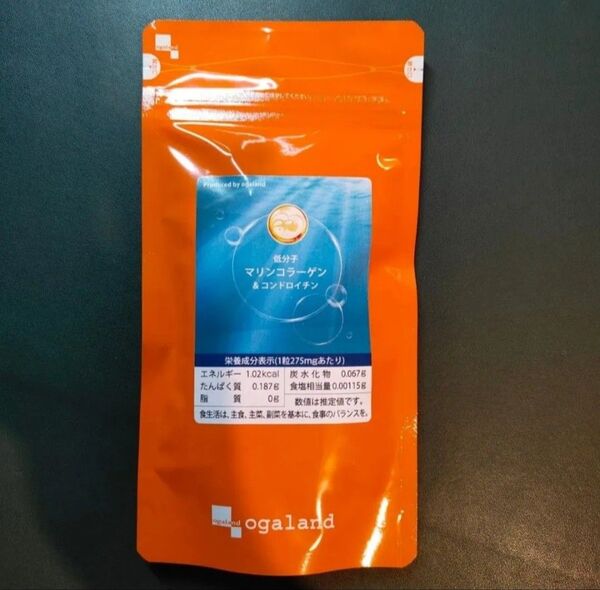 ogaland
Produced by ogaland
低分子
マリンコラーゲン
&コンドロイチン
栄養成分表示(1粒275mgあたり)
エネルギー 1.02kcal 炭水化物 0.067g
たんぱく質 0.187g 食塩相当量 0.00115g
脂質 0g 数値は推定値です。
食生活は、主食、主菜、副菜を基本に、食事のバランスを。
ogaland ogaland